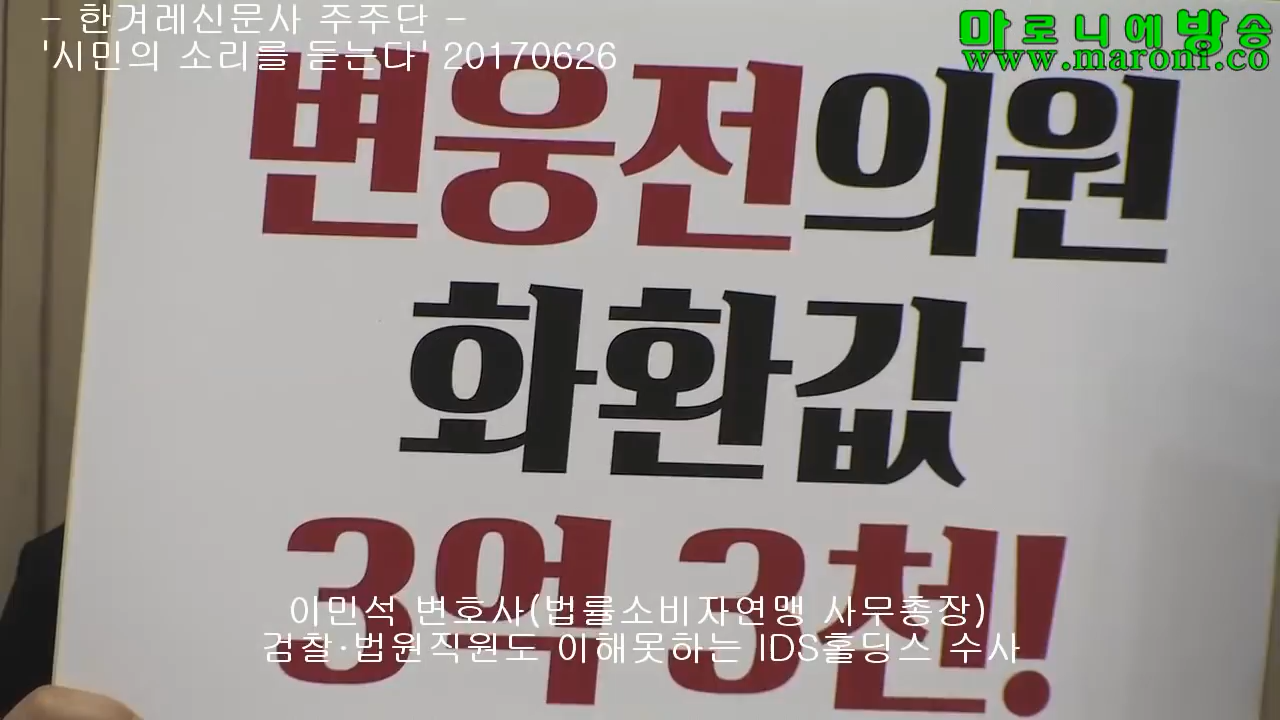 - 한겨레신문사 주주단 -
'시민의 소리를 듣는다' 20170626
마로니에방송
www.maroni.co
변웅전의원
화환값
3억 3천!
이민석 변호사(법률소비자연맹 사무총장)
검찰·법원직원도 이해못하는 IDS홀딩스 수사